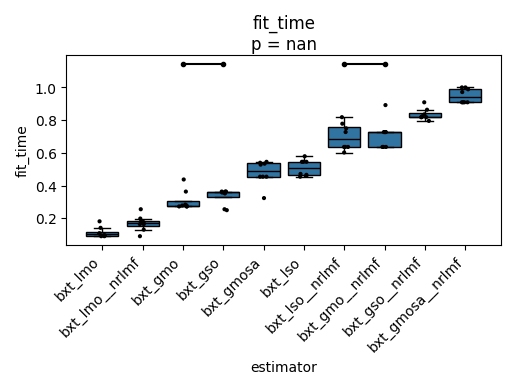 fit_time
p = nan
fit_time
1.0
0.8
0.6
0.4
0.2
bxt_lmo
bxt_lmo__nrlmf
bxt_gmo
bxt_gso
bxt_gmosa
bxt_lso
bxt_lso__nrlmf
bxt_gmo__nrlmf
bxt_gso__nrlmf
bxt_gmosa__nrlmf
estimator